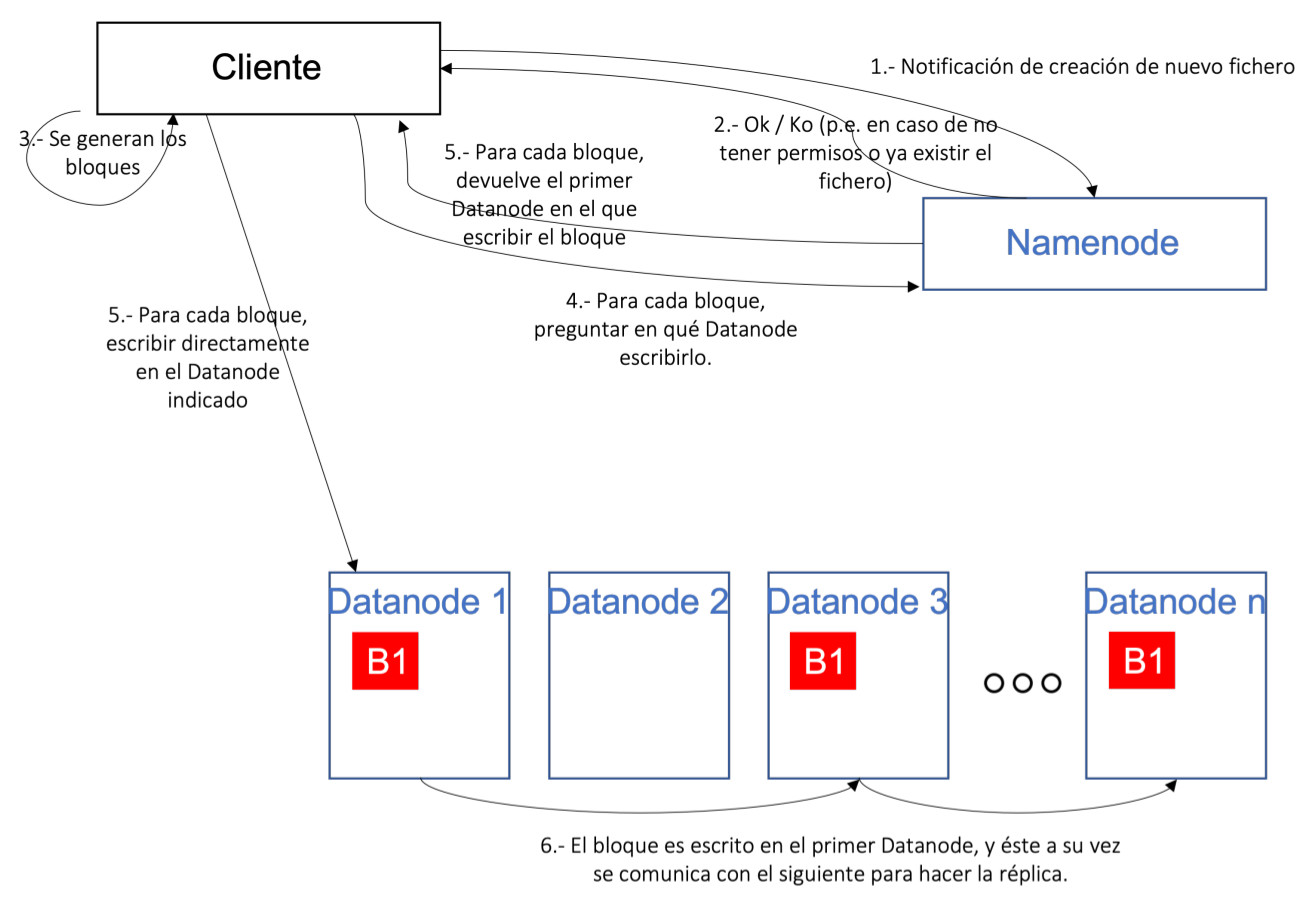 Cliente
1.- Notificación de creación de nuevo fichero
2.- Ok / Ko (p.e. en caso de no
tener permisos o ya existir el
fichero)
3.- Se generan los
bloques
5.- Para cada bloque,
devuelve el primer
Datanode en el que
escribir el bloque
Namenode
4.- Para cada bloque,
preguntar en qué Datanode
escribirlo.
5.- Para cada bloque,
escribir directamente
en el Datanode
indicado
Datanode 1
Datanode 2
Datanode 3
Datanode n
B1
B1
B1
6.- El bloque es escrito en el primer Datanode, y éste a su vez
se comunica con el siguiente para hacer la réplica.